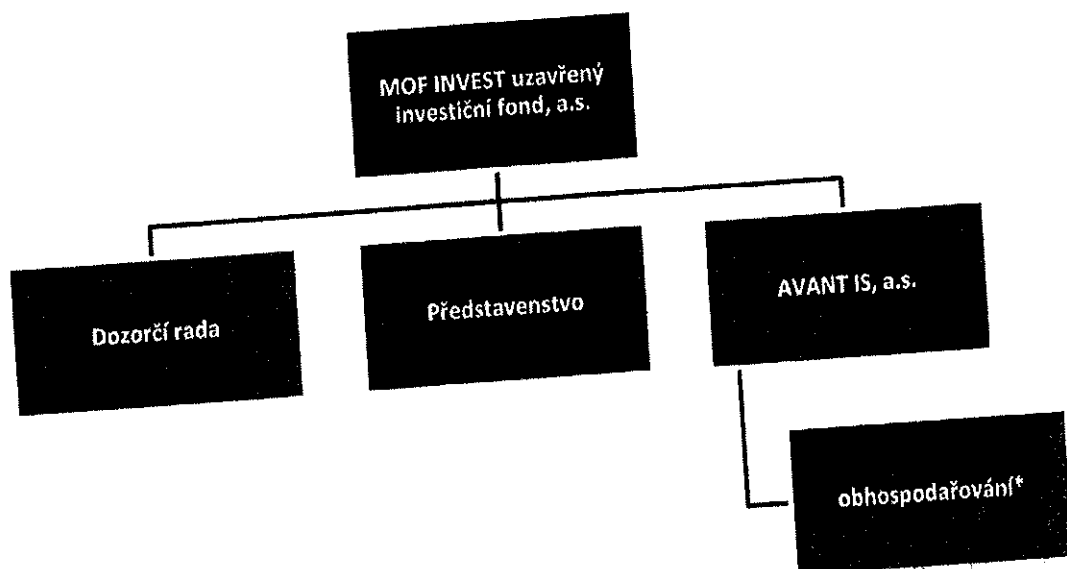 MOF INVEST uzavřený
investiční fond, a.s.
Dozorčí rada
Představenstvo
AVANT IS, a.s.
obhospodařování*